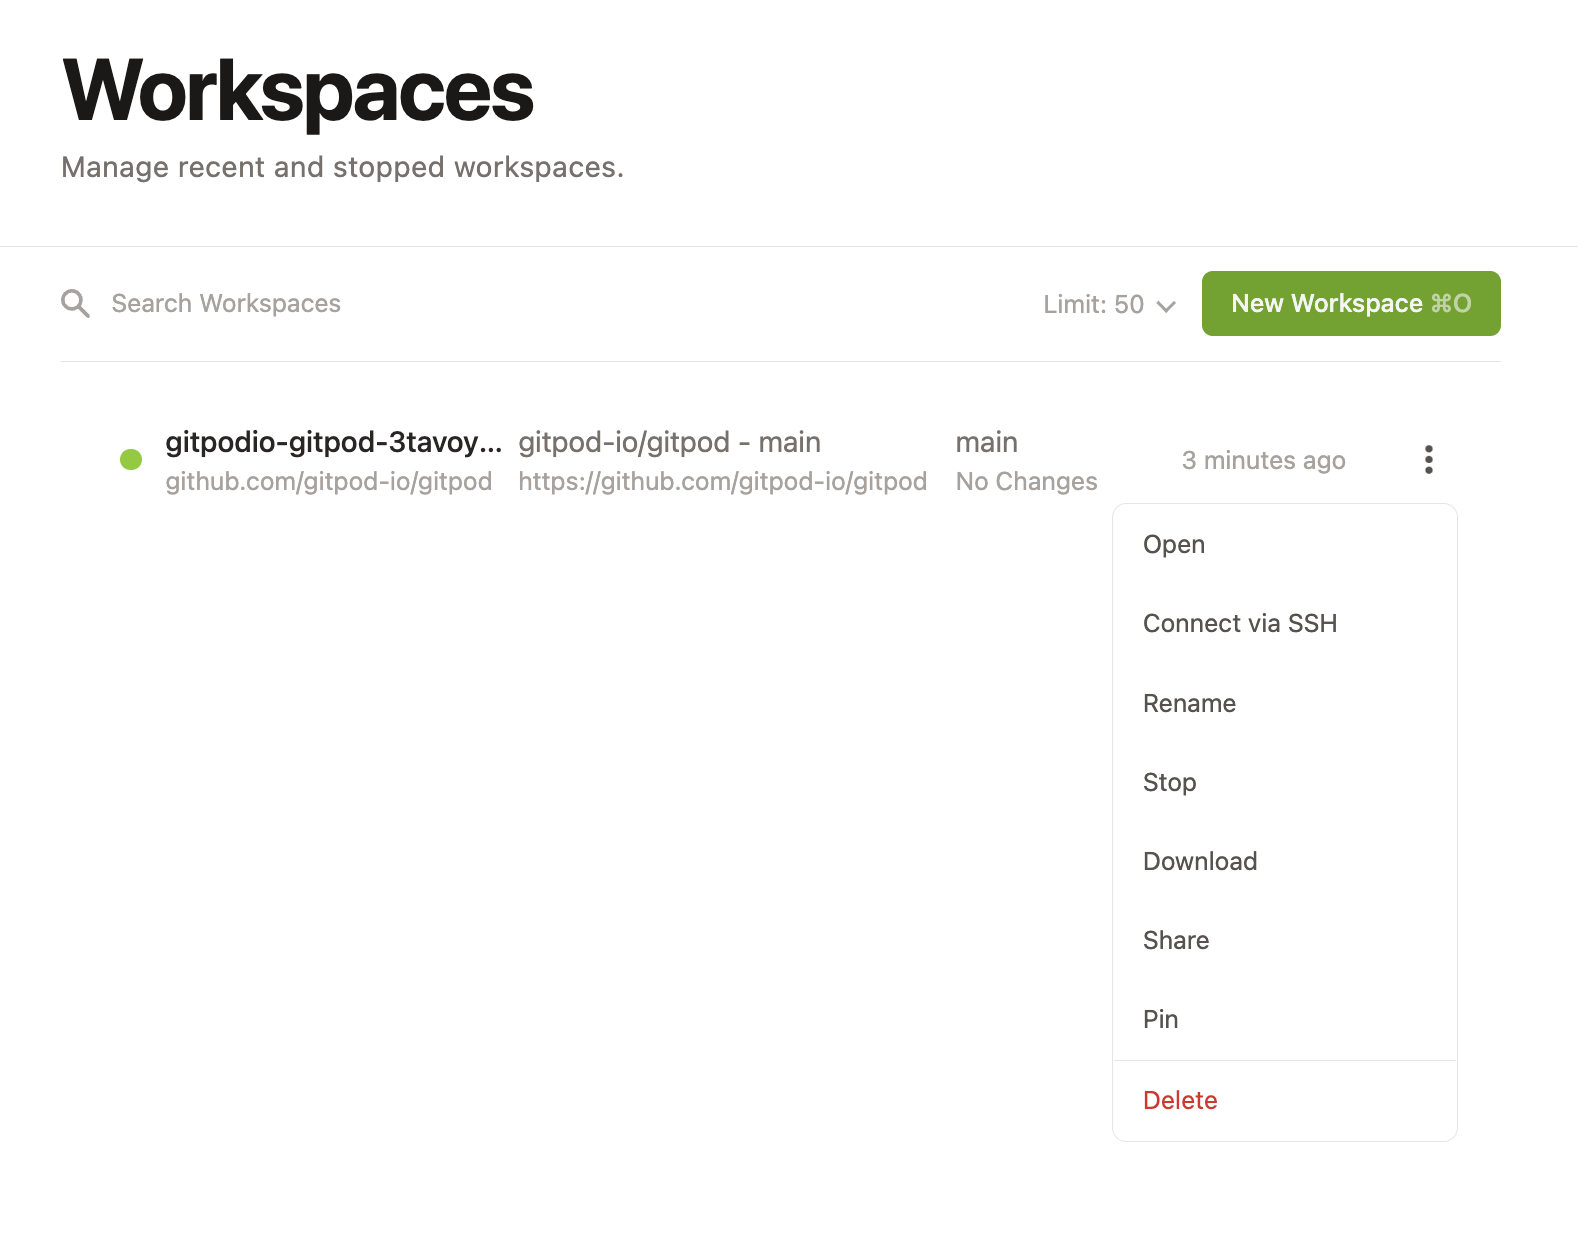 Workspaces
Manage recent and stopped workspaces.
Search Workspaces
Limit: 50
New Workspace ⌘O
gitpodio-gitpod-3tavoy...
gitpod-io/gitpod - main
main
3 minutes ago
github.com/gitpod-io/gitpod
https://github.com/gitpod-io/gitpod
No Changes
Open
Connect via SSH
Rename
Stop
Download
Share
Pin
Delete